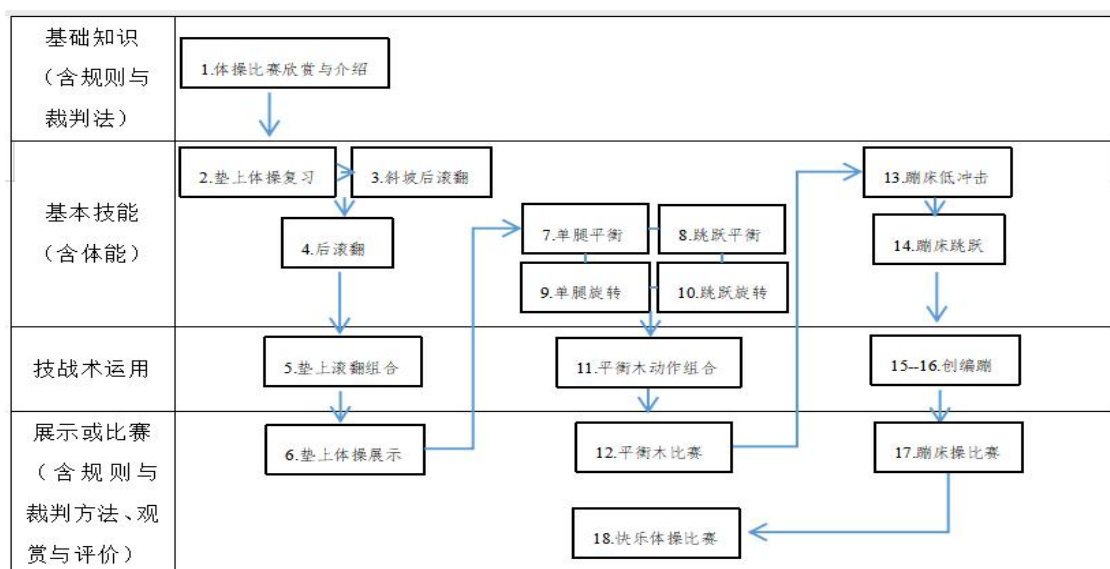 基础知识
（含规则与
裁判法）
1.体操比赛欣赏与介绍
基本技能
（含体能）
2.垫上体操复习
3.斜坡后滚翻
4.后滚翻
7.单腿平衡
8.跳跃平衡
9.单腿旋转
10.跳跃旋转
13.蹦床低冲击
14.蹦床跳跃
技战术运用
5.垫上滚翻组合
11.平衡木动作组合
15--16.创编蹦
展示或比赛
（含规则与
裁判方法、观
赏与评价）
6.垫上体操展示
12.平衡木比赛
17.蹦床操比赛
18.快乐体操比赛